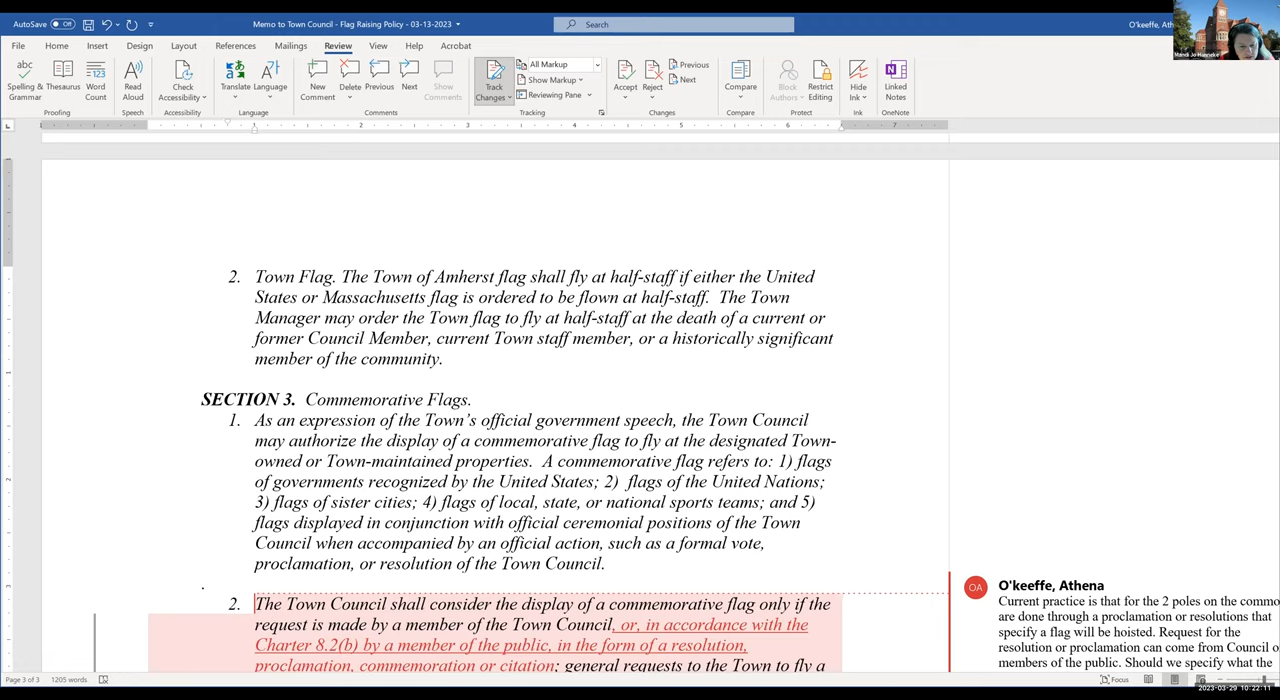 AutoSave Off Memo to Town Council - Flag Raising Policy - 03-13-2023 Search O'keeffe, Athena
Mandi Jo Hanneke
File Home Insert Design Layout References Mailings Review View Help Acrobat
Spelling & Grammar Thesaurus Word Count Read Aloud Check Accessibility Translate Language New Comment Delete Previous Next Show Comments Track Changes All Markup Show Markup Reviewing Pane Accept Reject Previous Next Compare Block Authors Restrict Editing Hide Ink Linked Notes
Proofing Speech Accessibility Language Comments Tracking Changes Compare Protect Ink OneNote
1 2 3 4 5 6 7
2. Town Flag. The Town of Amherst flag shall fly at half-staff if either the United
States or Massachusetts flag is ordered to be flown at half-staff. The Town
Manager may order the Town flag to fly at half-staff at the death of a current or
former Council Member, current Town staff member, or a historically significant
member of the community.
SECTION 3. Commemorative Flags.
1. As an expression of the Town's official government speech, the Town Council
may authorize the display of a commemorative flag to fly at the designated Town-
owned or Town-maintained properties. A commemorative flag refers to: 1) flags
of governments recognized by the United States; 2) flags of the United Nations;
3) flags of sister cities; 4) flags of local, state, or national sports teams; and 5)
flags displayed in conjunction with official ceremonial positions of the Town
Council when accompanied by an official action, such as a formal vote,
proclamation, or resolution of the Town Council.
.
2. The Town Council shall consider the display of a commemorative flag only if the
request is made by a member of the Town Council, or, in accordance with the
Charter 8.2(b) by a member of the public, in the form of a resolution,
proclamation, commemoration or citation; general requests to the Town to fly a
OA O'keeffe, Athena
Current practice is that for the 2 poles on the commo
are done through a proclamation or resolutions that
specify a flag will be hoisted. Request for the
resolution or proclamation can come from Council o
members of the public. Should we specify what the
Page 3 of 3 1205 words Focus
2023-03-29 10:22:11